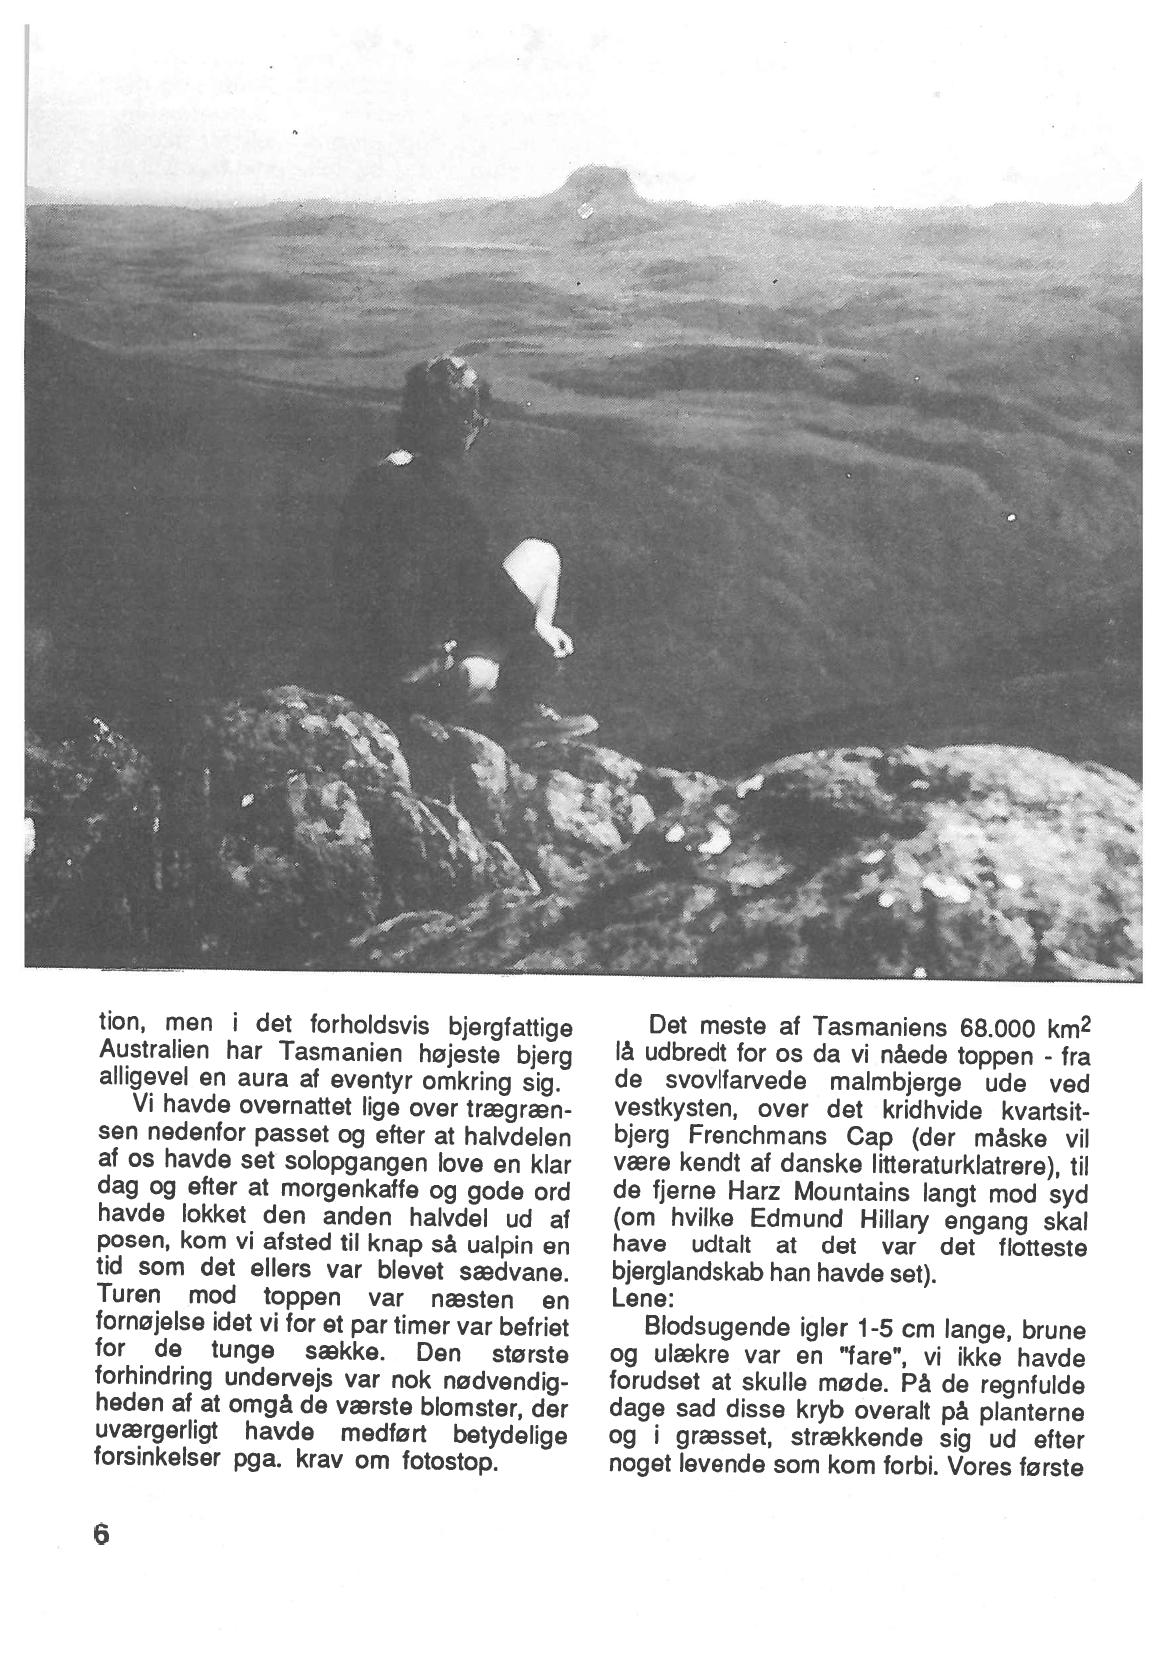 tion, men i det forholdsvis bjergfattige
Australien har Tasmanien højeste bjerg
alligevel en aura af eventyr omkring sig.
Vi havde overnattet lige over trægræn-
sen nedenfor passet og efter at halvdelen
af os havde set solopgangen love en klar
dag og efter at morgenkaffe og gode ord
havde lokket den anden halvdel ud af
posen, kom vi afsted til knap så ualpin en
tid som det ellers var blevet sædvane.
Turen mod toppen var næsten en
fornøjelse idet vi for et par timer var befriet
for de tunge sække. Den største
forhindring undervejs var nok nødvendig-
heden af at omgå de værste blomster, der
uværgerligt havde medført betydelige
forsinkelser pga. krav om fotostop.
Det meste af Tasmaniens 68.000 km²
lå udbredt for os da vi nåede toppen - fra
de svovlfarvede malmbjerge ude ved
vestkysten, over det kridhvide kvartsit-
bjerg Frenchmans Cap (der måske vil
være kendt af danske litteraturklatrere), til
de fjerne Harz Mountains langt mod syd
(om hvilke Edmund Hillary engang skal
have udtalt at det var det flotteste
bjerglandskab han havde set).
Lene:
Blodsugende igler 1-5 cm lange, brune
og ulækre var en "fare", vi ikke havde
forudset at skulle møde. På de regnfulde
dage sad disse kryb overalt på planterne
og i græsset, strækkende sig ud efter
noget levende som kom forbi. Vores første
6